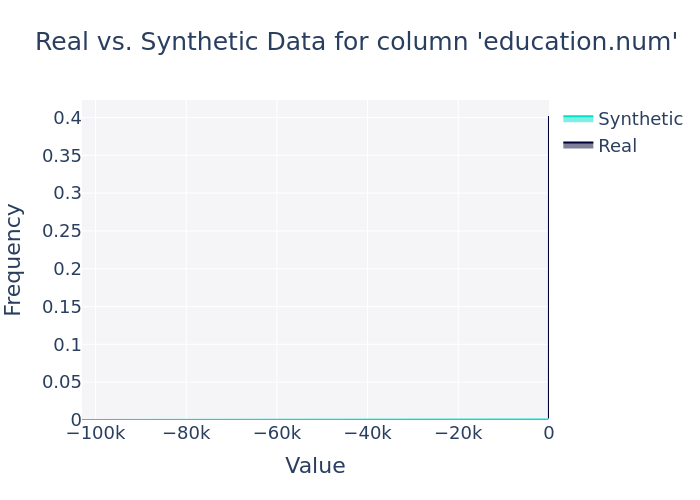 Real vs. Synthetic Data for column 'education.num'
Synthetic
Real
0.4
0.35
0.3
0.25
0.2
0.15
0.1
0.05
0
Frequency
−100k
−80k
−60k
−40k
−20k
0
Value